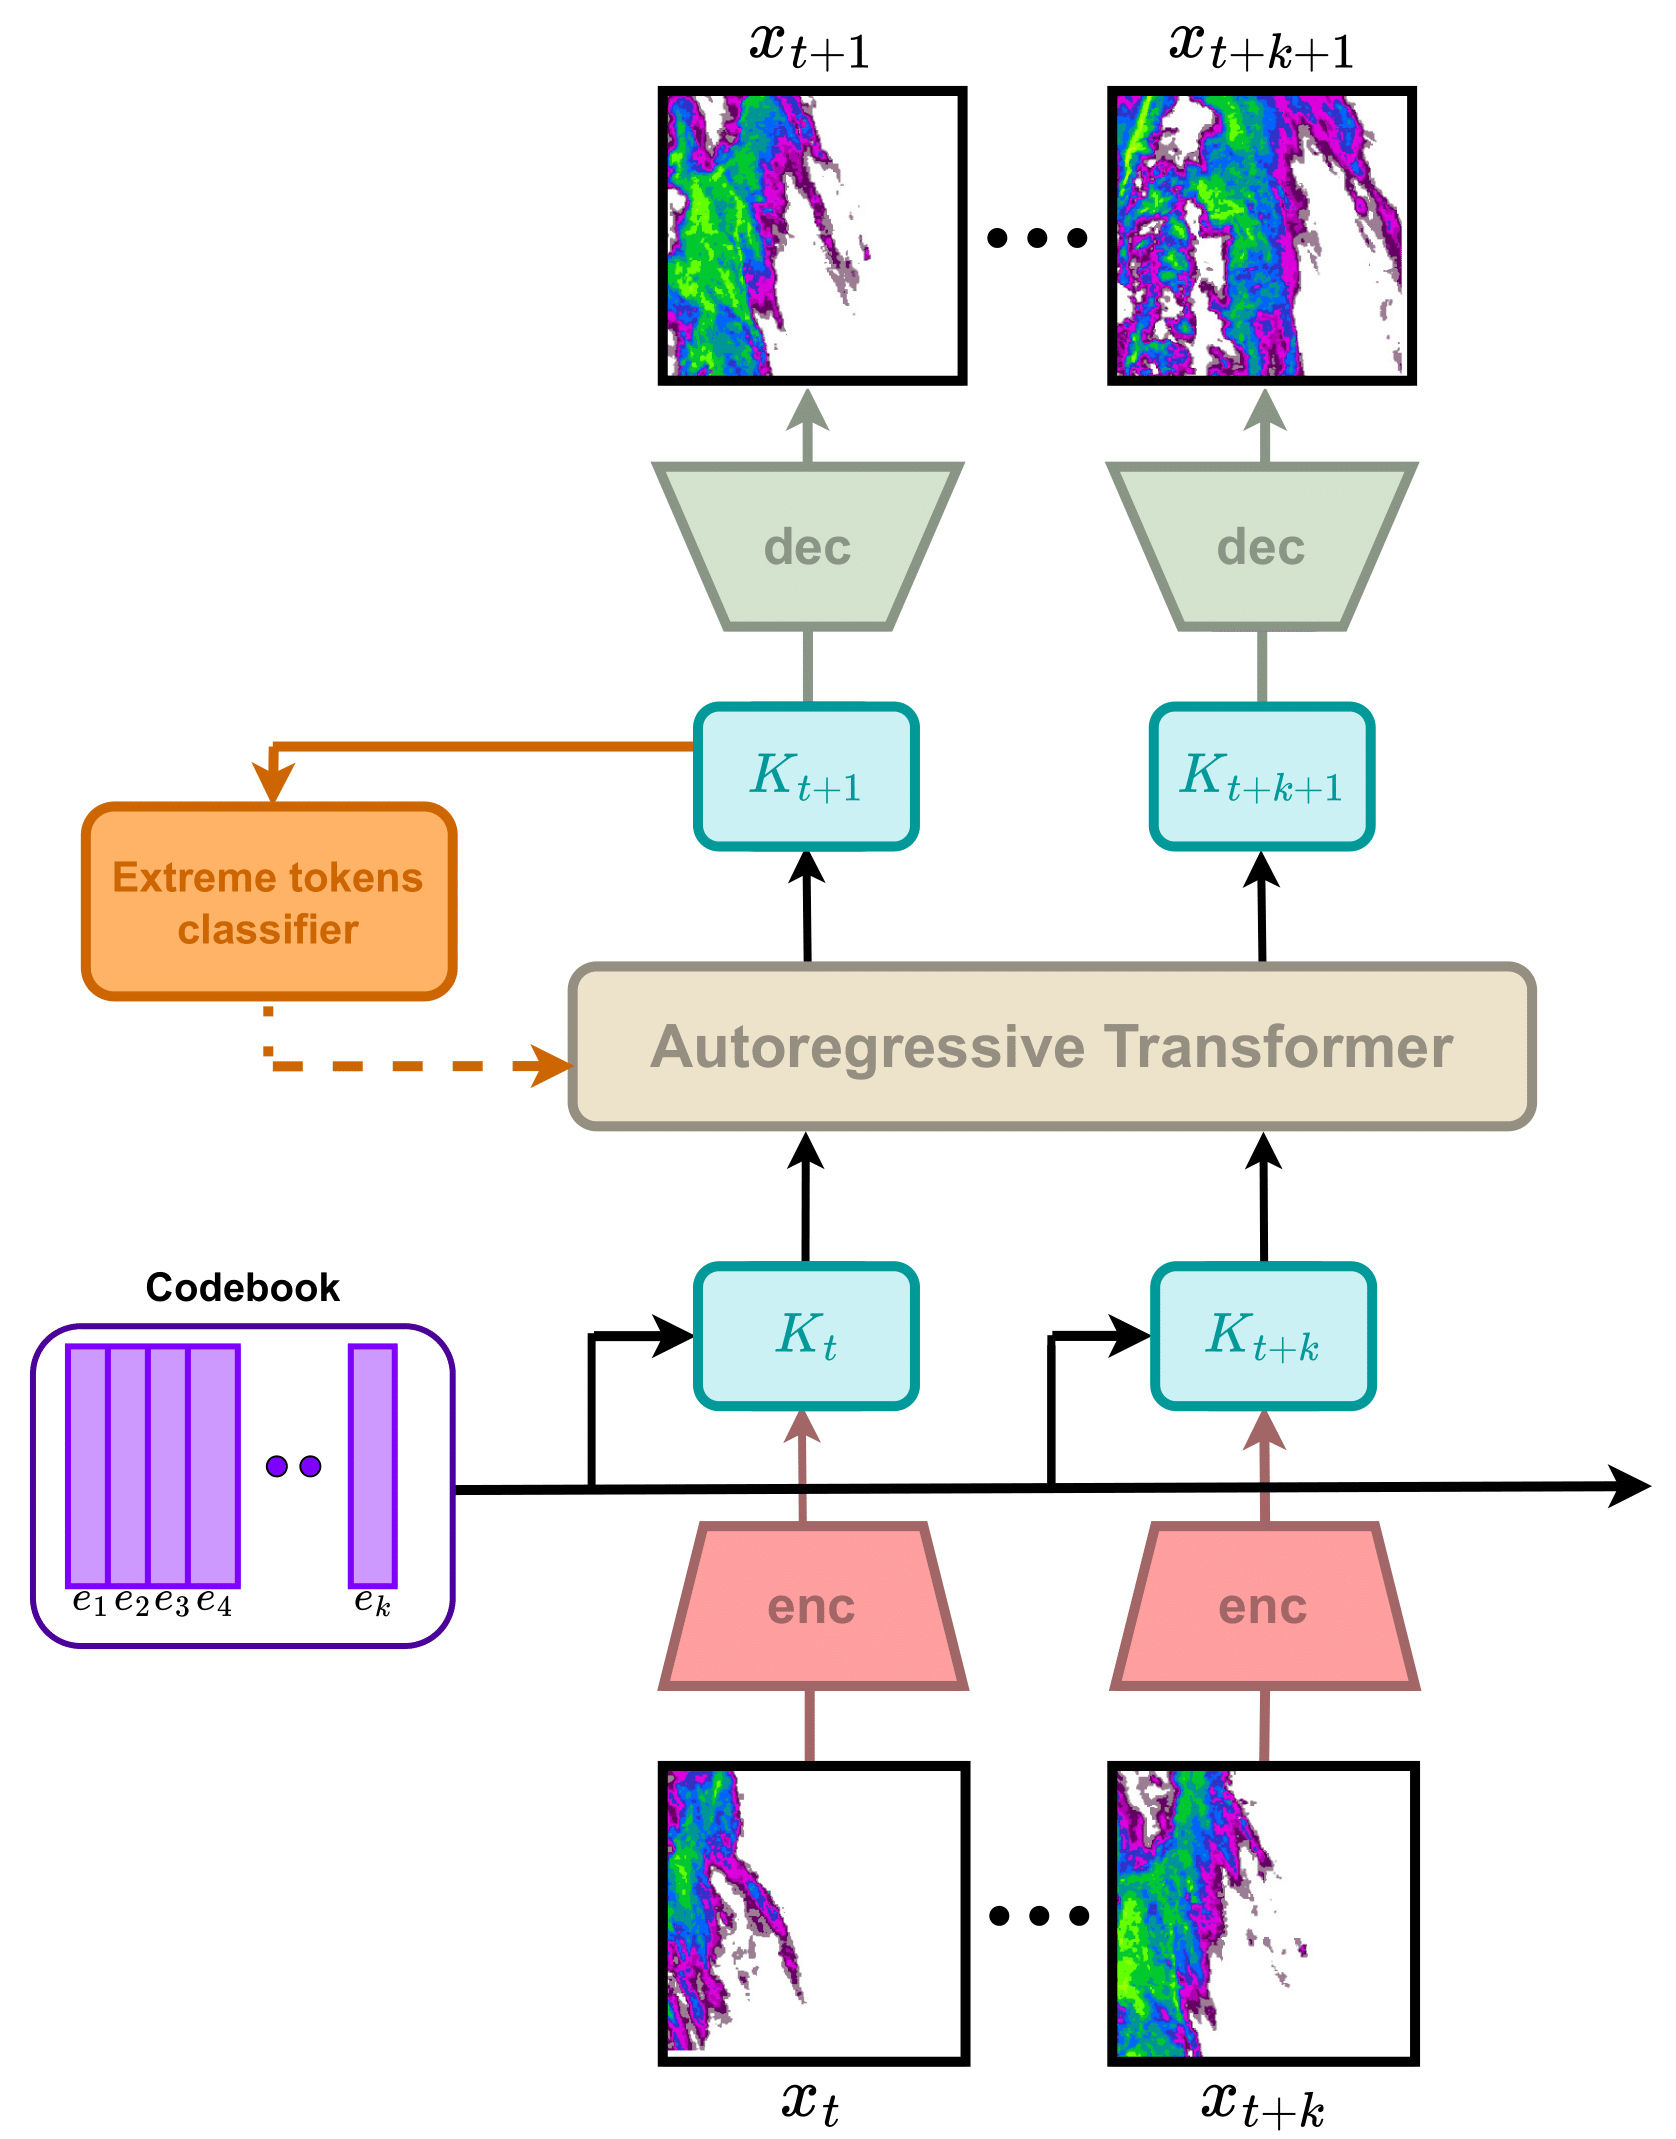 x_{t+1}
x_{t+k+1}
dec
dec
K_{t+1}
K_{t+k+1}
Extreme tokens
classifier
Autoregressive Transformer
Codebook
K_t
K_{t+k}
e_1 e_2 e_3 e_4 e_k
enc
enc
x_t
x_{t+k}